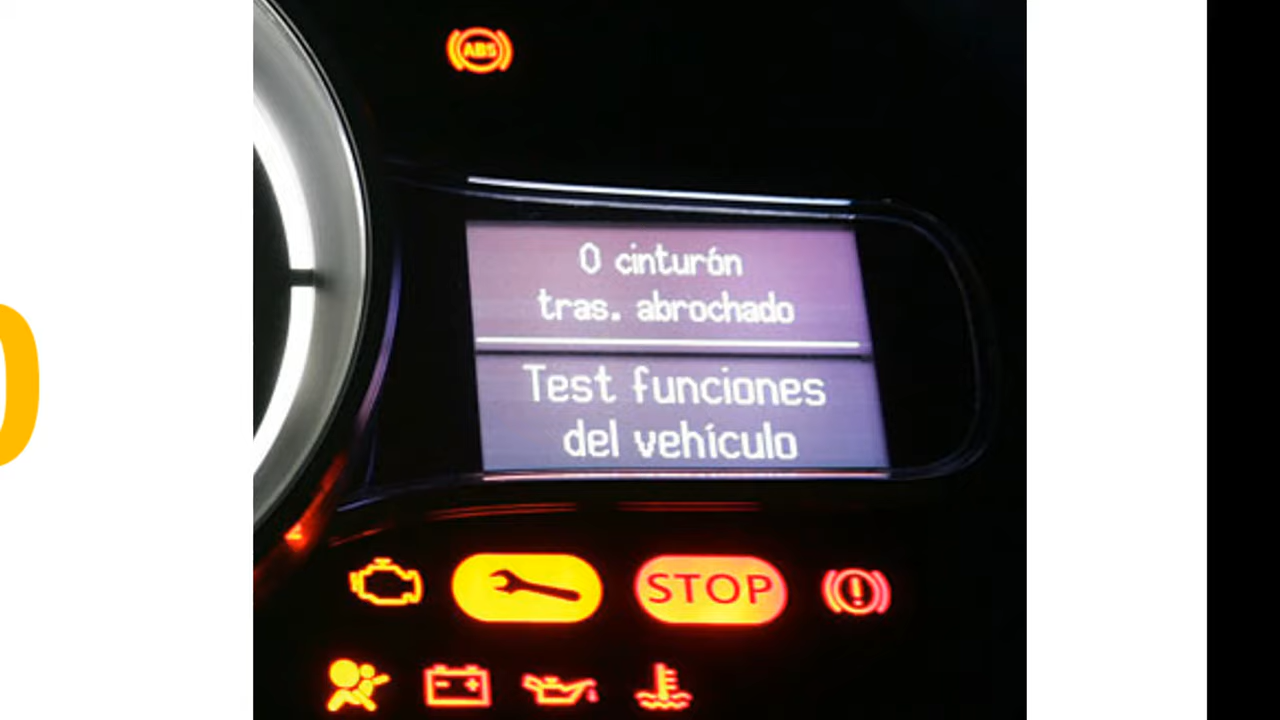 ABS
0 cinturón
tras. abrochado
Test funciones
del vehículo
STOP